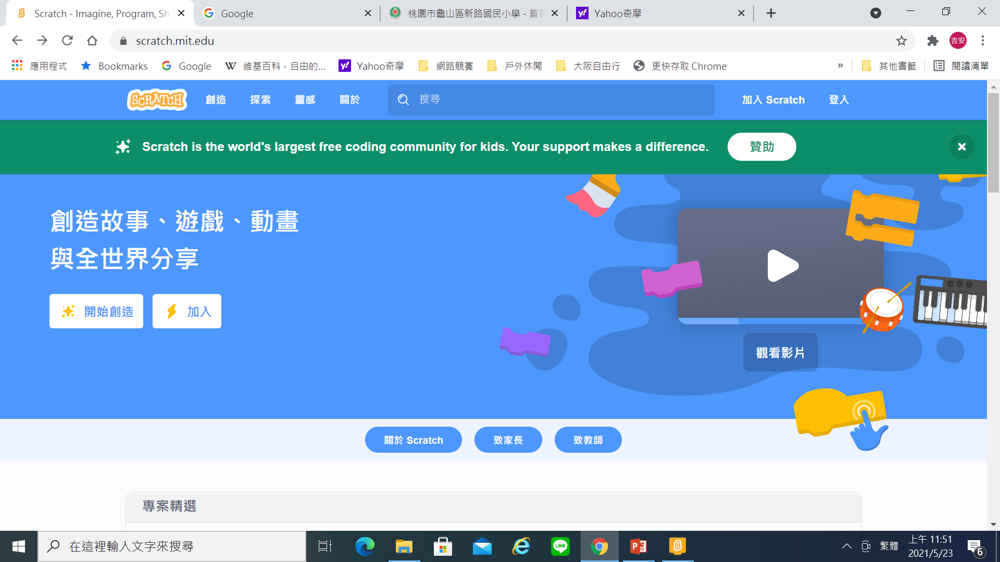 Scratch - Imagine, Program, Sh
Google
桃園市龜山區新路國民小學 - 首頁
Yahoo奇摩
scratch.mit.edu
吉安
應用程式
Bookmarks
Google
維基百科，自由的...
Yahoo奇摩
網路競賽
戶外休閒
大阪自由行
更快存取 Chrome
»
其他書籤
閱讀清單
SCRATCH
創造
探索
靈感
關於
搜尋
加入 Scratch
登入
Scratch is the world's largest free coding community for kids. Your support makes a difference.
贊助
創造故事、遊戲、動畫
與全世界分享
開始創造
加入
觀看影片
關於 Scratch
致家長
致教師
專案精選
在這裡輸入文字來搜尋
LINE
繁體
上午 11:51
2021/5/23
6